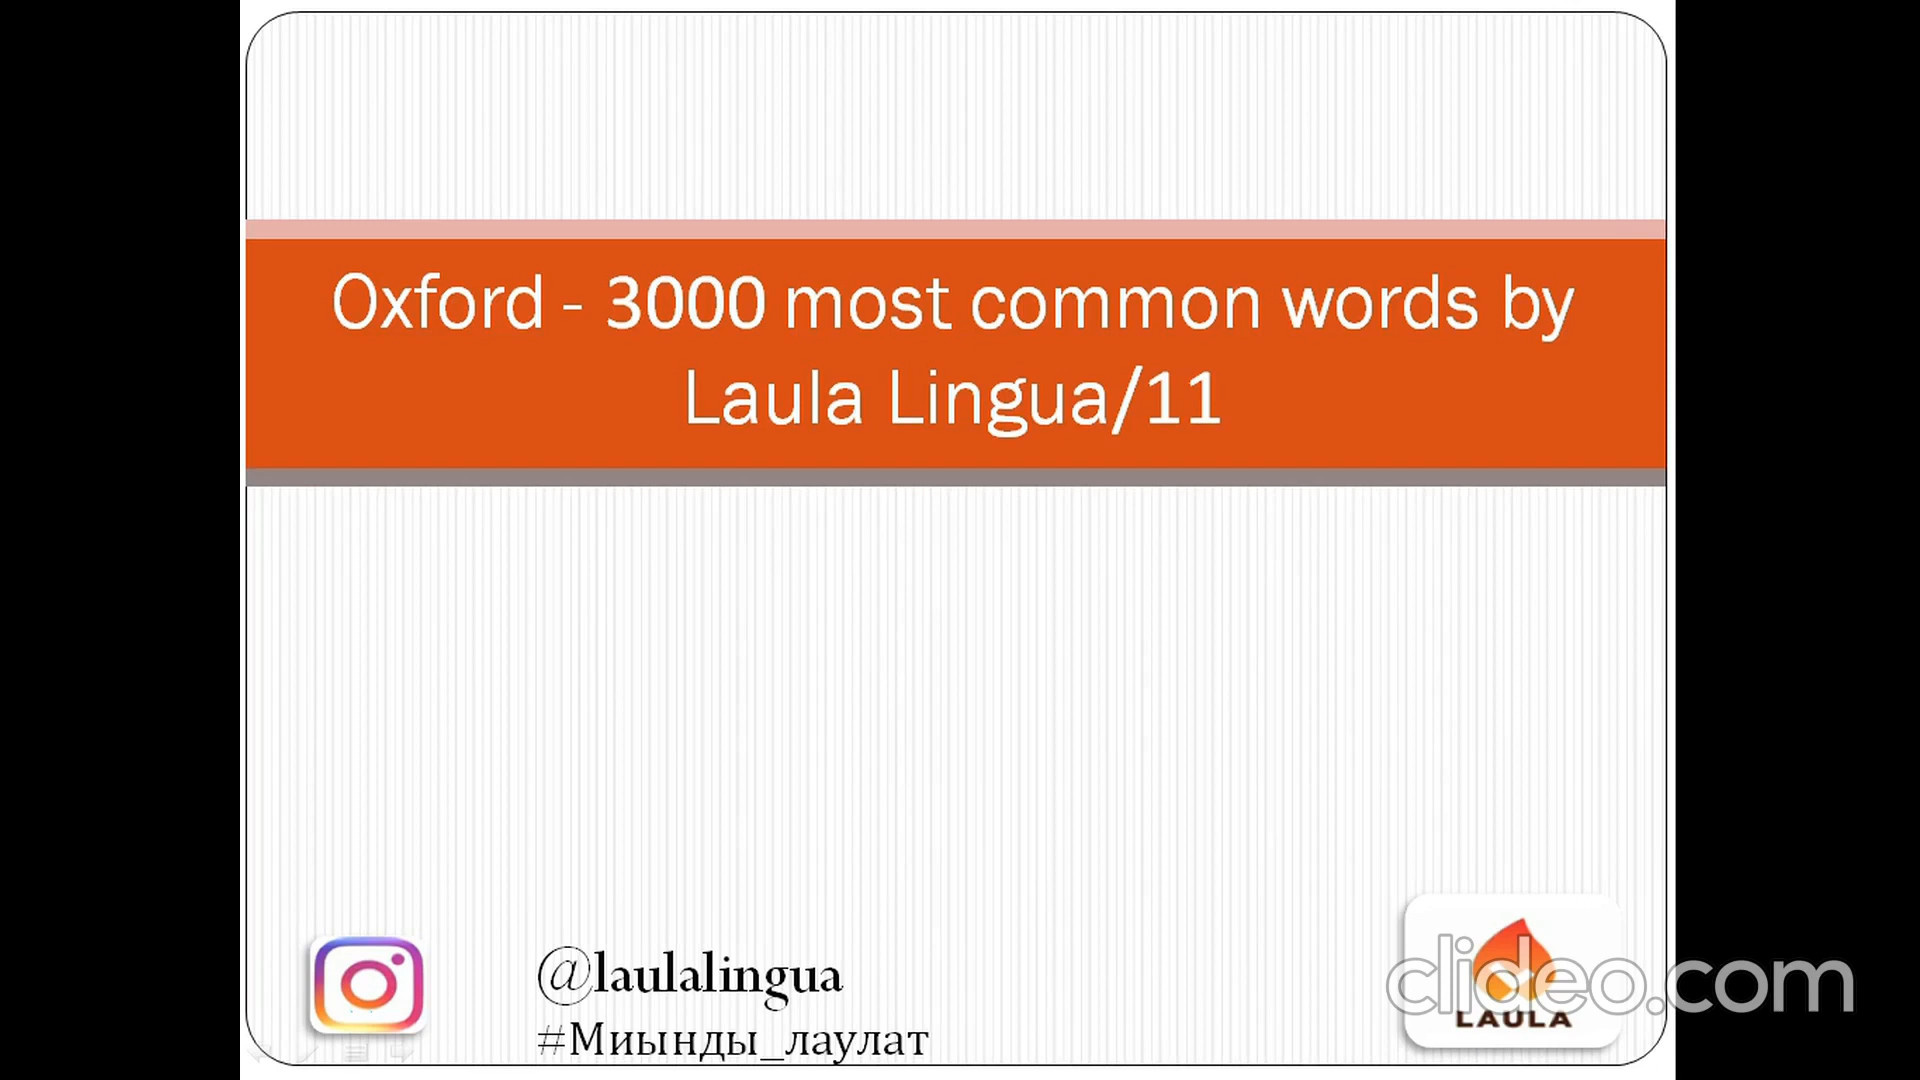 Oxford - 3000 most common words by
Laula Lingua/11
@laulalingua
#Миынды_лаулат
LAULA
clideo.com